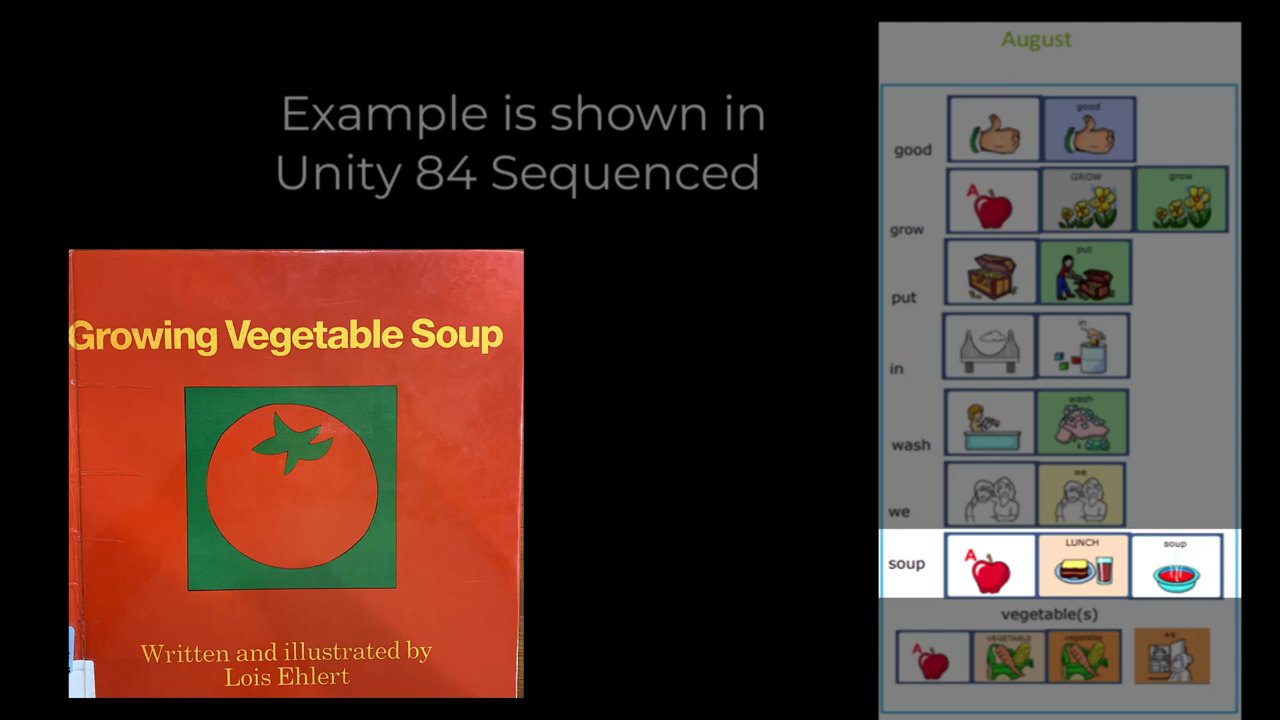 Example is shown in
Unity 84 Sequenced
Growing Vegetable Soup
Written and illustrated by
Lois Ehlert
August
good
good
grow
A
GROW
grow
put
put
in
in
wash
wash
we
we
soup
A
LUNCH
soup
vegetable(s)
A
VEGETABLE
vegetable